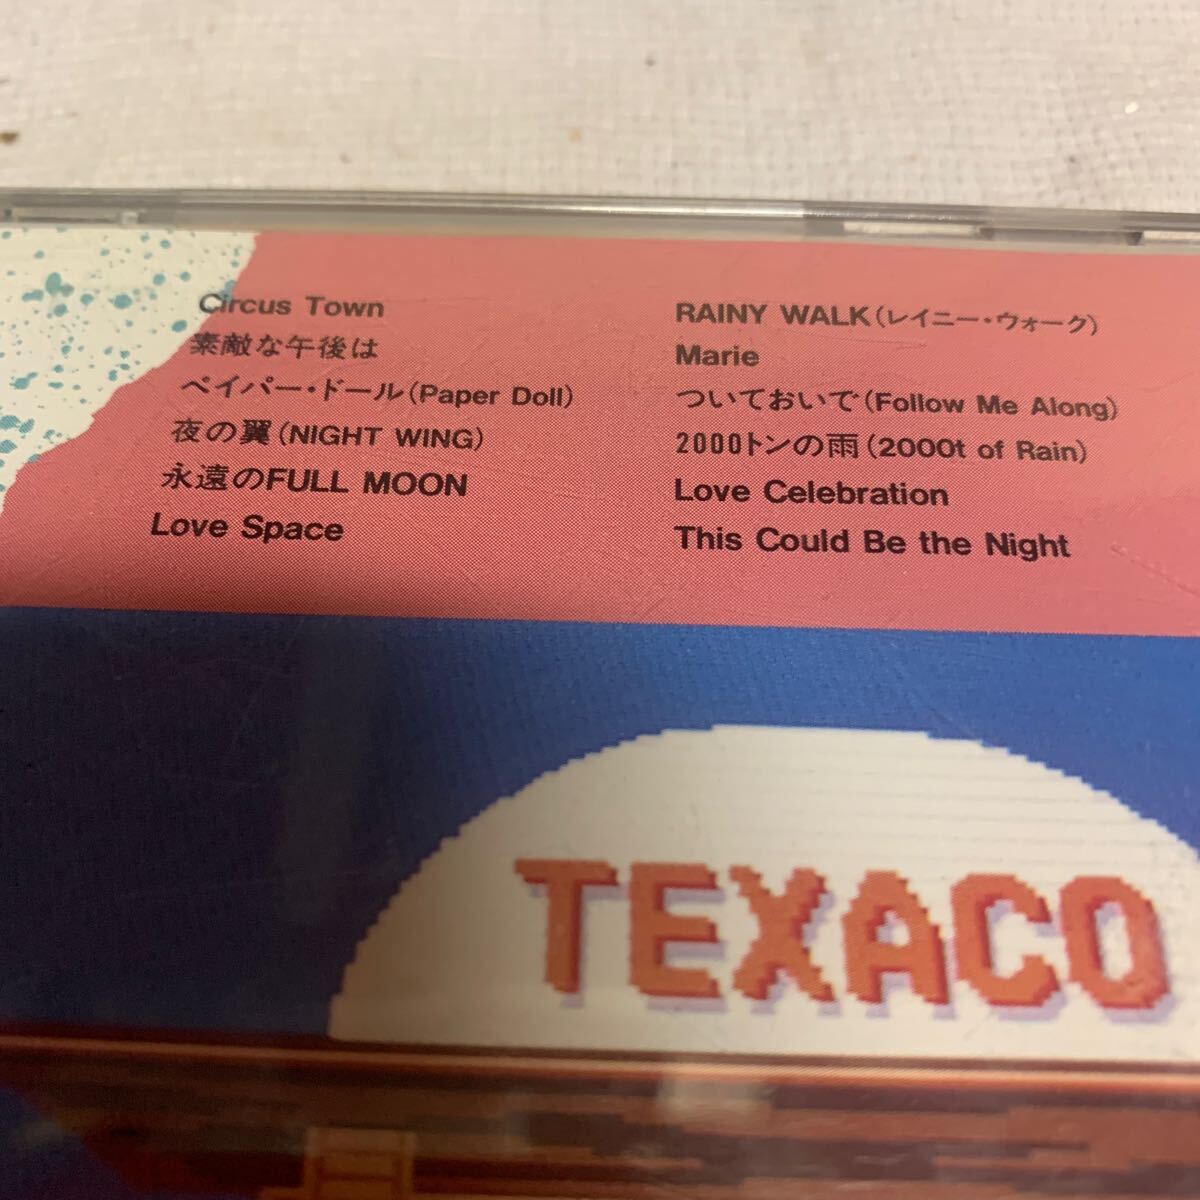 Circus Town
素敵な午後は
ペイパー・ドール(Paper Doll)
夜の翼(NIGHT WING)
永遠のFULL MOON
Love Space
RAINY WALK(レイニー・ウォーク)
Marie
ついておいで(Follow Me Along)
2000トンの雨(2000t of Rain)
Love Celebration
This Could Be the Night
TEXACO